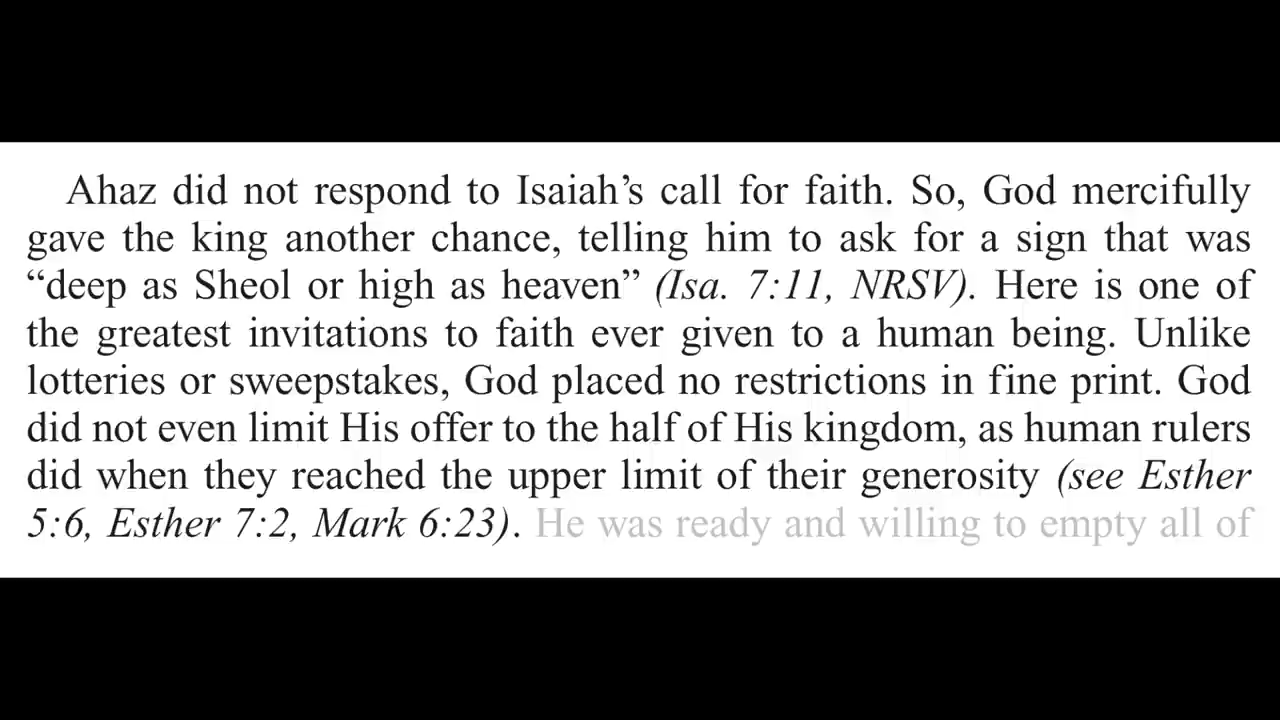 Ahaz did not respond to Isaiah’s call for faith. So, God mercifully
gave the king another chance, telling him to ask for a sign that was
“deep as Sheol or high as heaven” (Isa. 7:11, NRSV). Here is one of
the greatest invitations to faith ever given to a human being. Unlike
lotteries or sweepstakes, God placed no restrictions in fine print. God
did not even limit His offer to the half of His kingdom, as human rulers
did when they reached the upper limit of their generosity (see Esther
5:6, Esther 7:2, Mark 6:23). He was ready and willing to empty all of